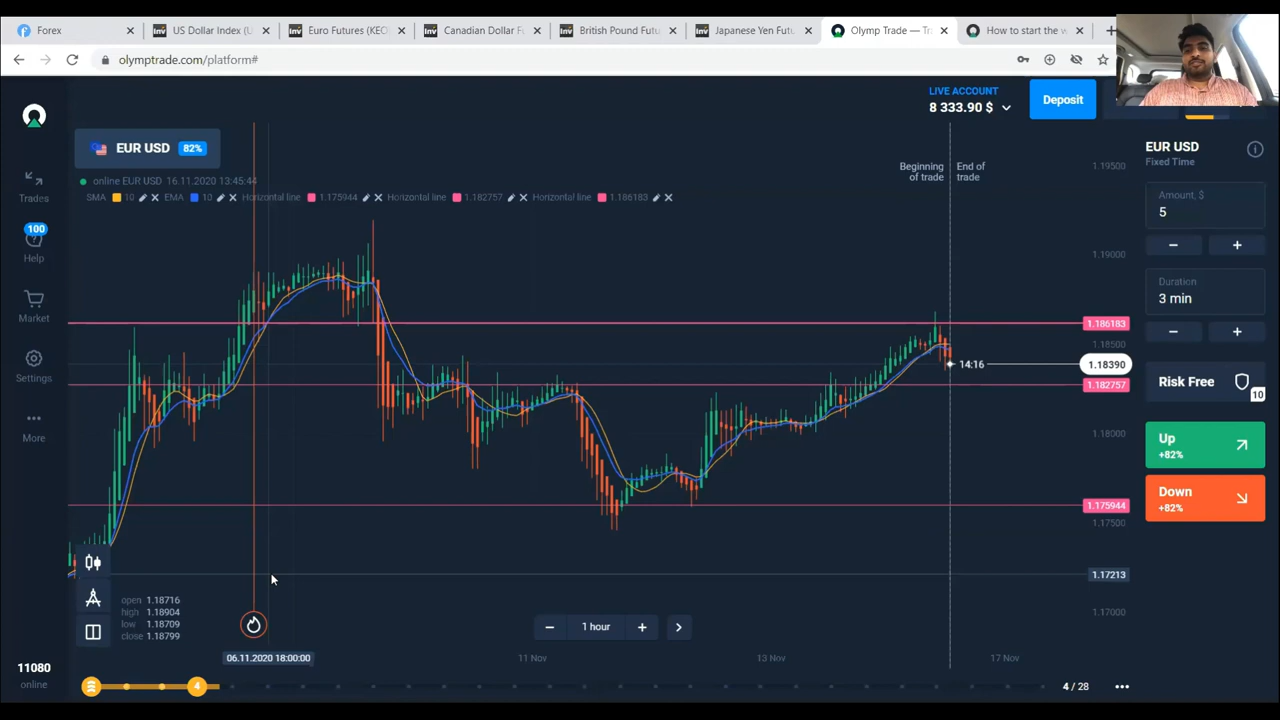 Forex
US Dollar Index (U
Euro Futures (KEC
Canadian Dollar F
British Pound Futu
Japanese Yen Futu
Olymp Trade — Tr
How to start the w
olymptrade.com/platform#
LIVE ACCOUNT
8 333.90 $
Deposit
EUR USD 82%
online EUR USD 16.11.2020 13:45:44
SMA 10 EMA 10 Horizontal line 1.175944 Horizontal line 1.182757 Horizontal line 1.186183
Beginning of trade
End of trade
Trades
100
Help
Market
Settings
More
11080
online
1.19500
1.19000
1.186183
1.18500
14:16
1.18390
1.182757
1.18000
1.175944
1.17500
1.17213
1.17000
open 1.18716
high 1.18904
low 1.18709
close 1.18799
1 hour
06.11.2020 18:00:00
11 Nov
13 Nov
17 Nov
4
4 / 28
EUR USD
Fixed Time
Amount, $
5
Duration
3 min
Risk Free
10
Up
+82%
Down
+82%